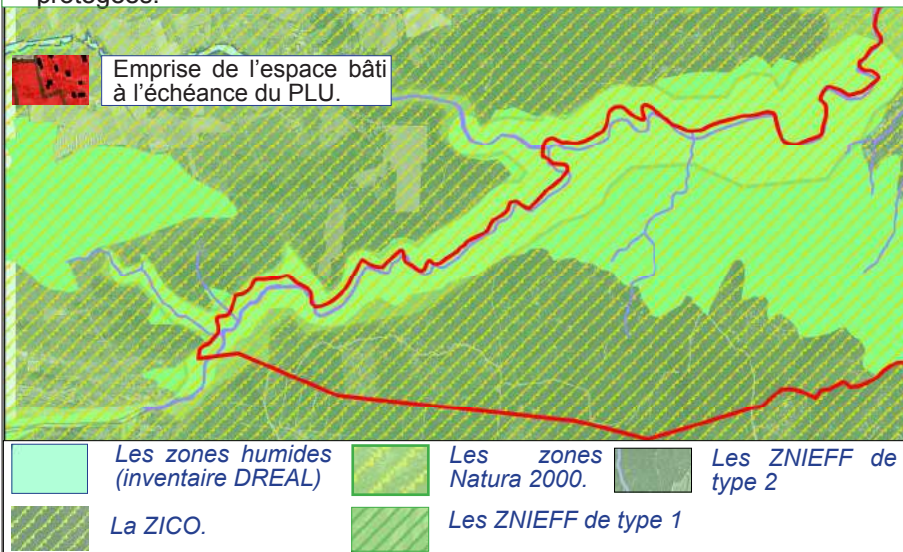 protégées.
Emprise de l'espace bâti
à l'échéance du PLU.
Les zones humides
(inventaire DREAL)
Les zones
Natura 2000.
Les ZNIEFF de
type 2
La ZICO.
Les ZNIEFF de type 1